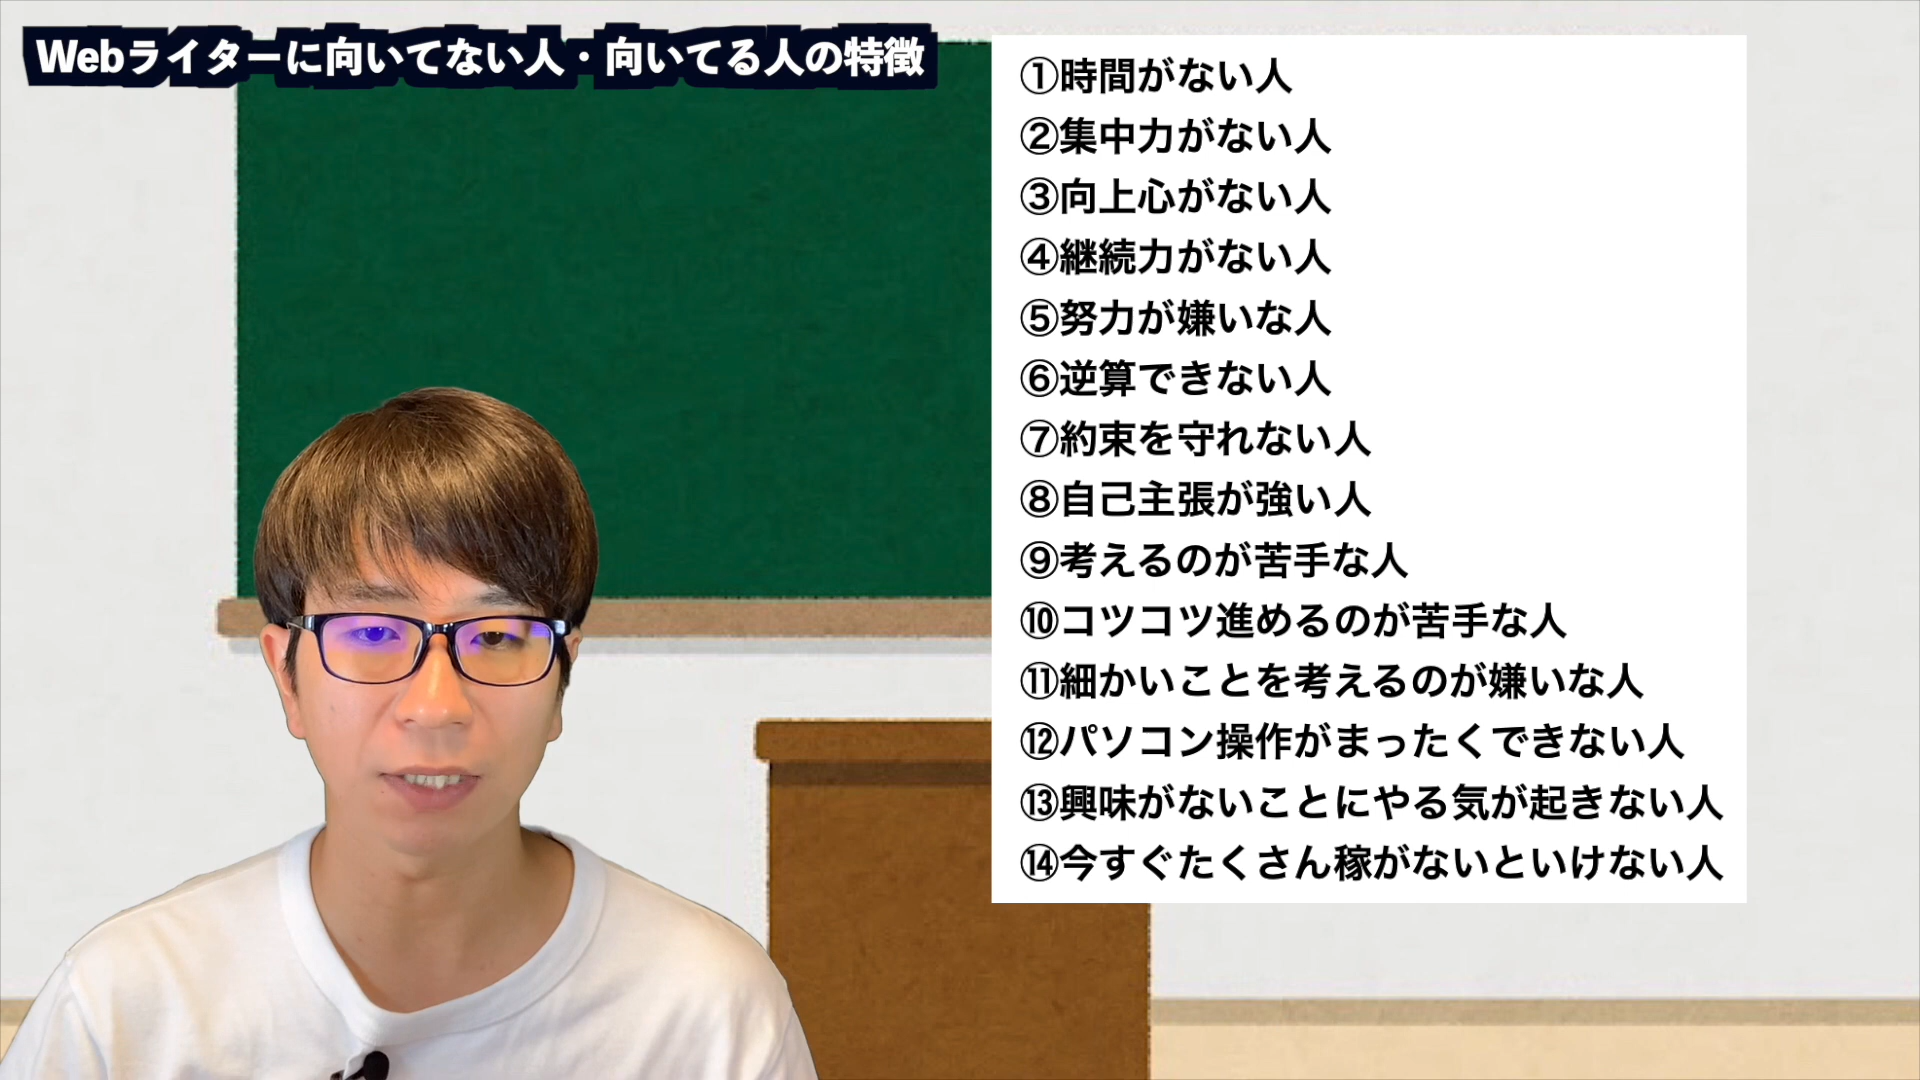 Webライターに向いてない人・向いてる人の特徴
①時間がない人
②集中力がない人
③向上心がない人
④継続力がない人
⑤努力が嫌いな人
⑥逆算できない人
⑦約束を守れない人
⑧自己主張が強い人
⑨考えるのが苦手な人
⑩コツコツ進めるのが苦手な人
⑪細かいことを考えるのが嫌いな人
⑫パソコン操作がまったくできない人
⑬興味がないことにやる気が起きない人
⑭今すぐたくさん稼がないといけない人